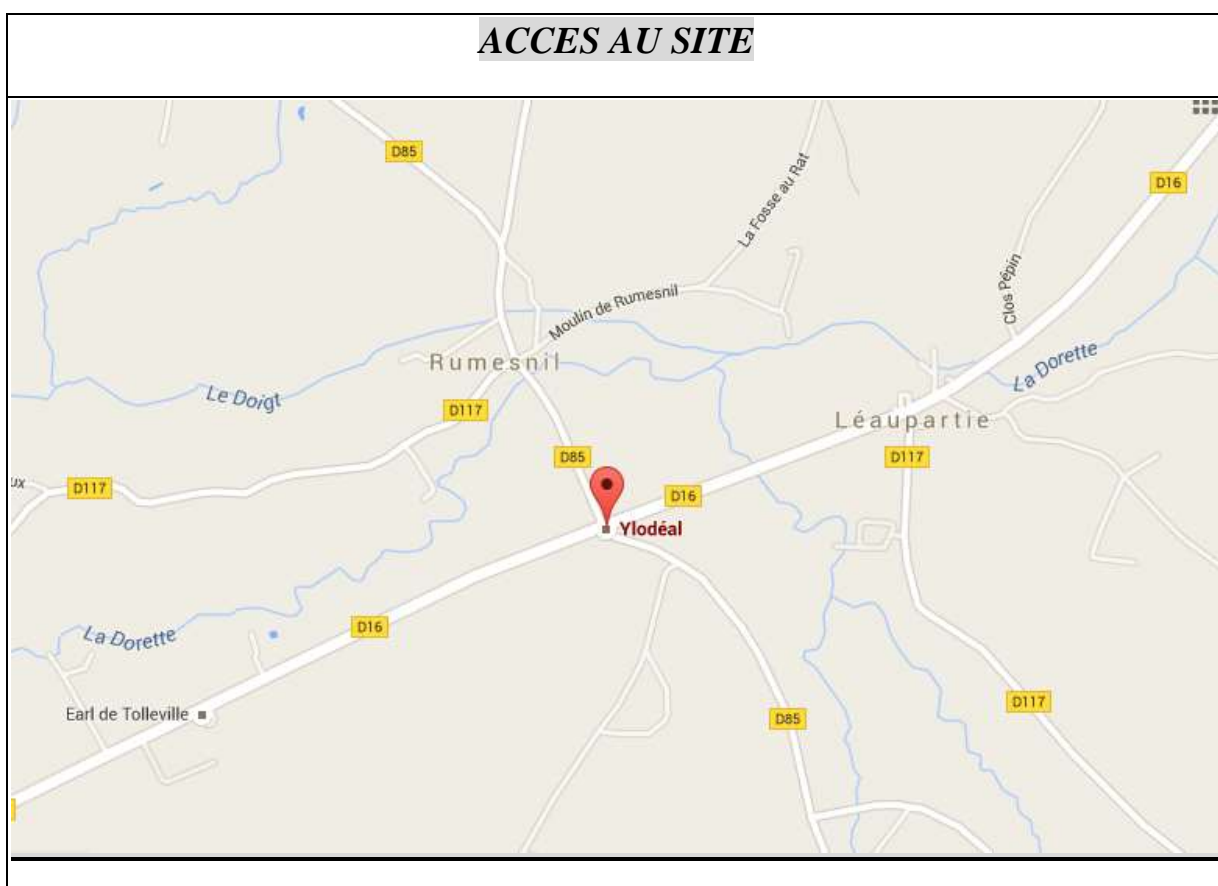 ACCES AU SITE
D85
D16
La Fosse au Rat
Clos Pépin
Moulin de Rumesnil
Rumesnil
La Dorette
Le Doigt
D117
Léaupartie
D85
D117
ux
D117
D16
Ylodéal
La Dorette
D16
Earl de Tolleville
D117
D85